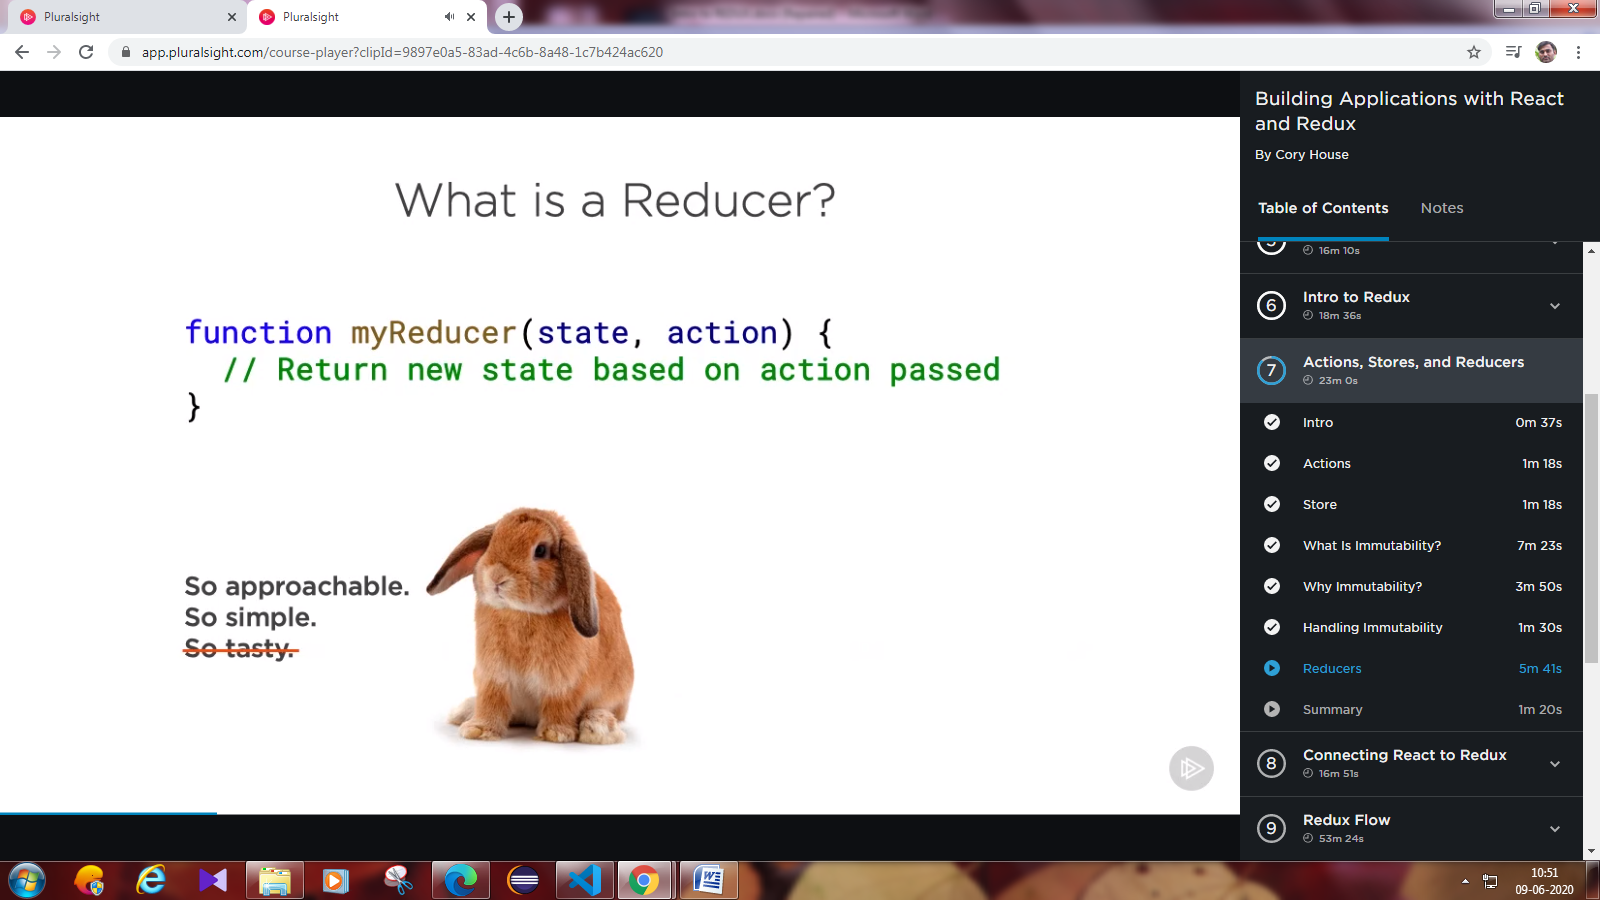 Pluralsight
Pluralsight
app.pluralsight.com/course-player?clipId=9897e0a5-83ad-4c6b-8a48-1c7b424ac620
What is a Reducer?
function myReducer(state, action) {
// Return new state based on action passed
}
So approachable.
So simple.
So tasty.
Building Applications with React
and Redux
By Cory House
Table of Contents
Notes
16m 10s
6
Intro to Redux
18m 36s
7
Actions, Stores, and Reducers
23m 0s
Intro 0m 37s
Actions 1m 18s
Store 1m 18s
What Is Immutability? 7m 23s
Why Immutability? 3m 50s
Handling Immutability 1m 30s
Reducers 5m 41s
Summary 1m 20s
8
Connecting React to Redux
16m 51s
9
Redux Flow
53m 24s
10:51
09-06-2020